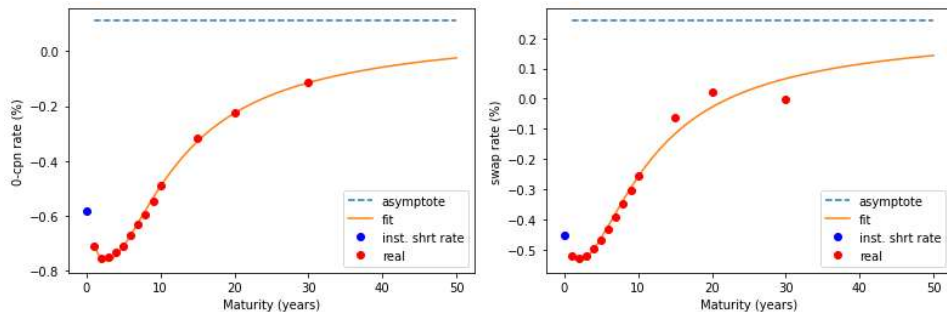 0.0
−0.2
−0.4
−0.6
−0.8
0-cpn rate (%)
0 10 20 30 40 50
Maturity (years)
asymptote
fit
inst. shrt rate
real
0.2
0.1
0.0
−0.1
−0.2
−0.3
−0.4
−0.5
swap rate (%)
0 10 20 30 40 50
Maturity (years)
asymptote
fit
inst. shrt rate
real